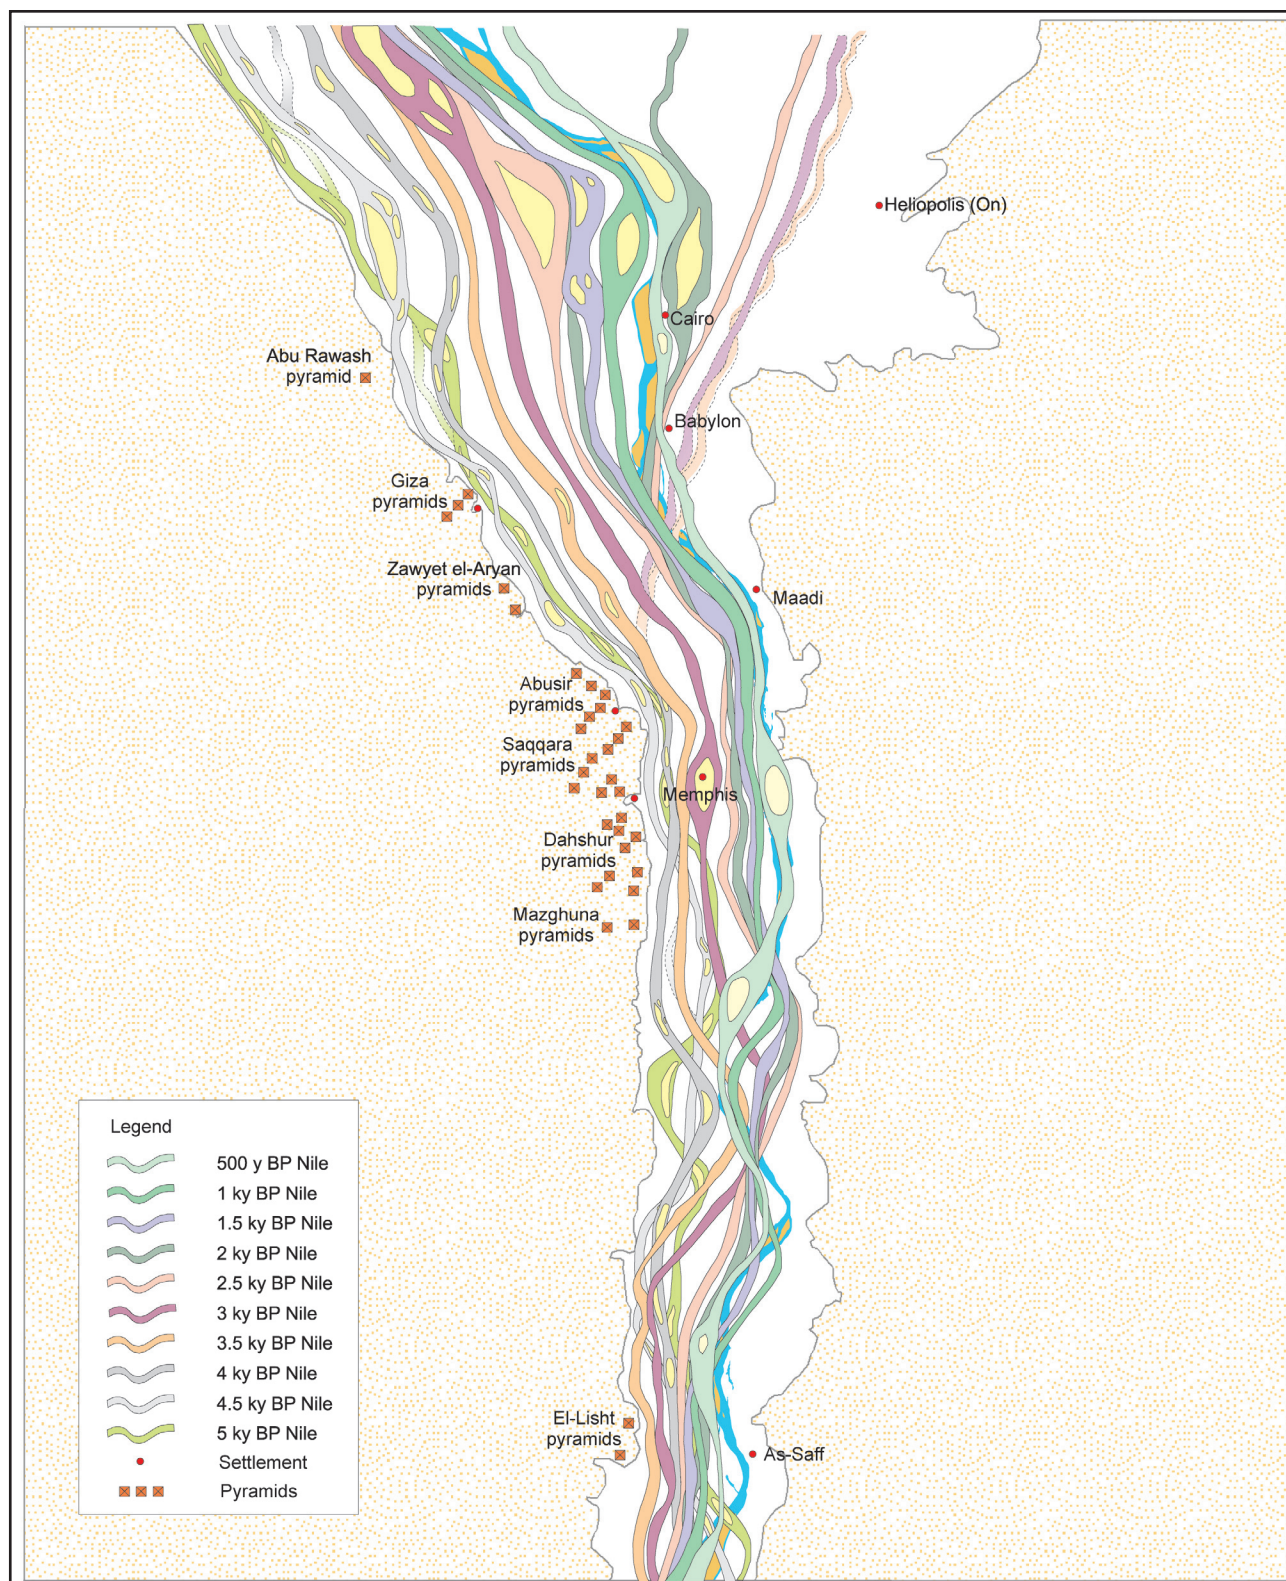 Heliopolis (On)
Cairo
Abu Rawash
pyramid
Babylon
Giza
pyramids
Zawyet el-Aryan
pyramids
Maadi
Abusir
pyramids
Saqqara
pyramids
Memphis
Dahshur
pyramids
Mazghuna
pyramids
Legend
500 y BP Nile
1 ky BP Nile
1.5 ky BP Nile
2 ky BP Nile
2.5 ky BP Nile
3 ky BP Nile
3.5 ky BP Nile
4 ky BP Nile
4.5 ky BP Nile
5 ky BP Nile
Settlement
Pyramids
El-Lisht
pyramids
As-Saff